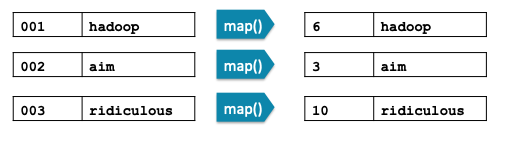 001 hadoop map() 6 hadoop
002 aim map() 3 aim
003 ridiculous map() 10 ridiculous